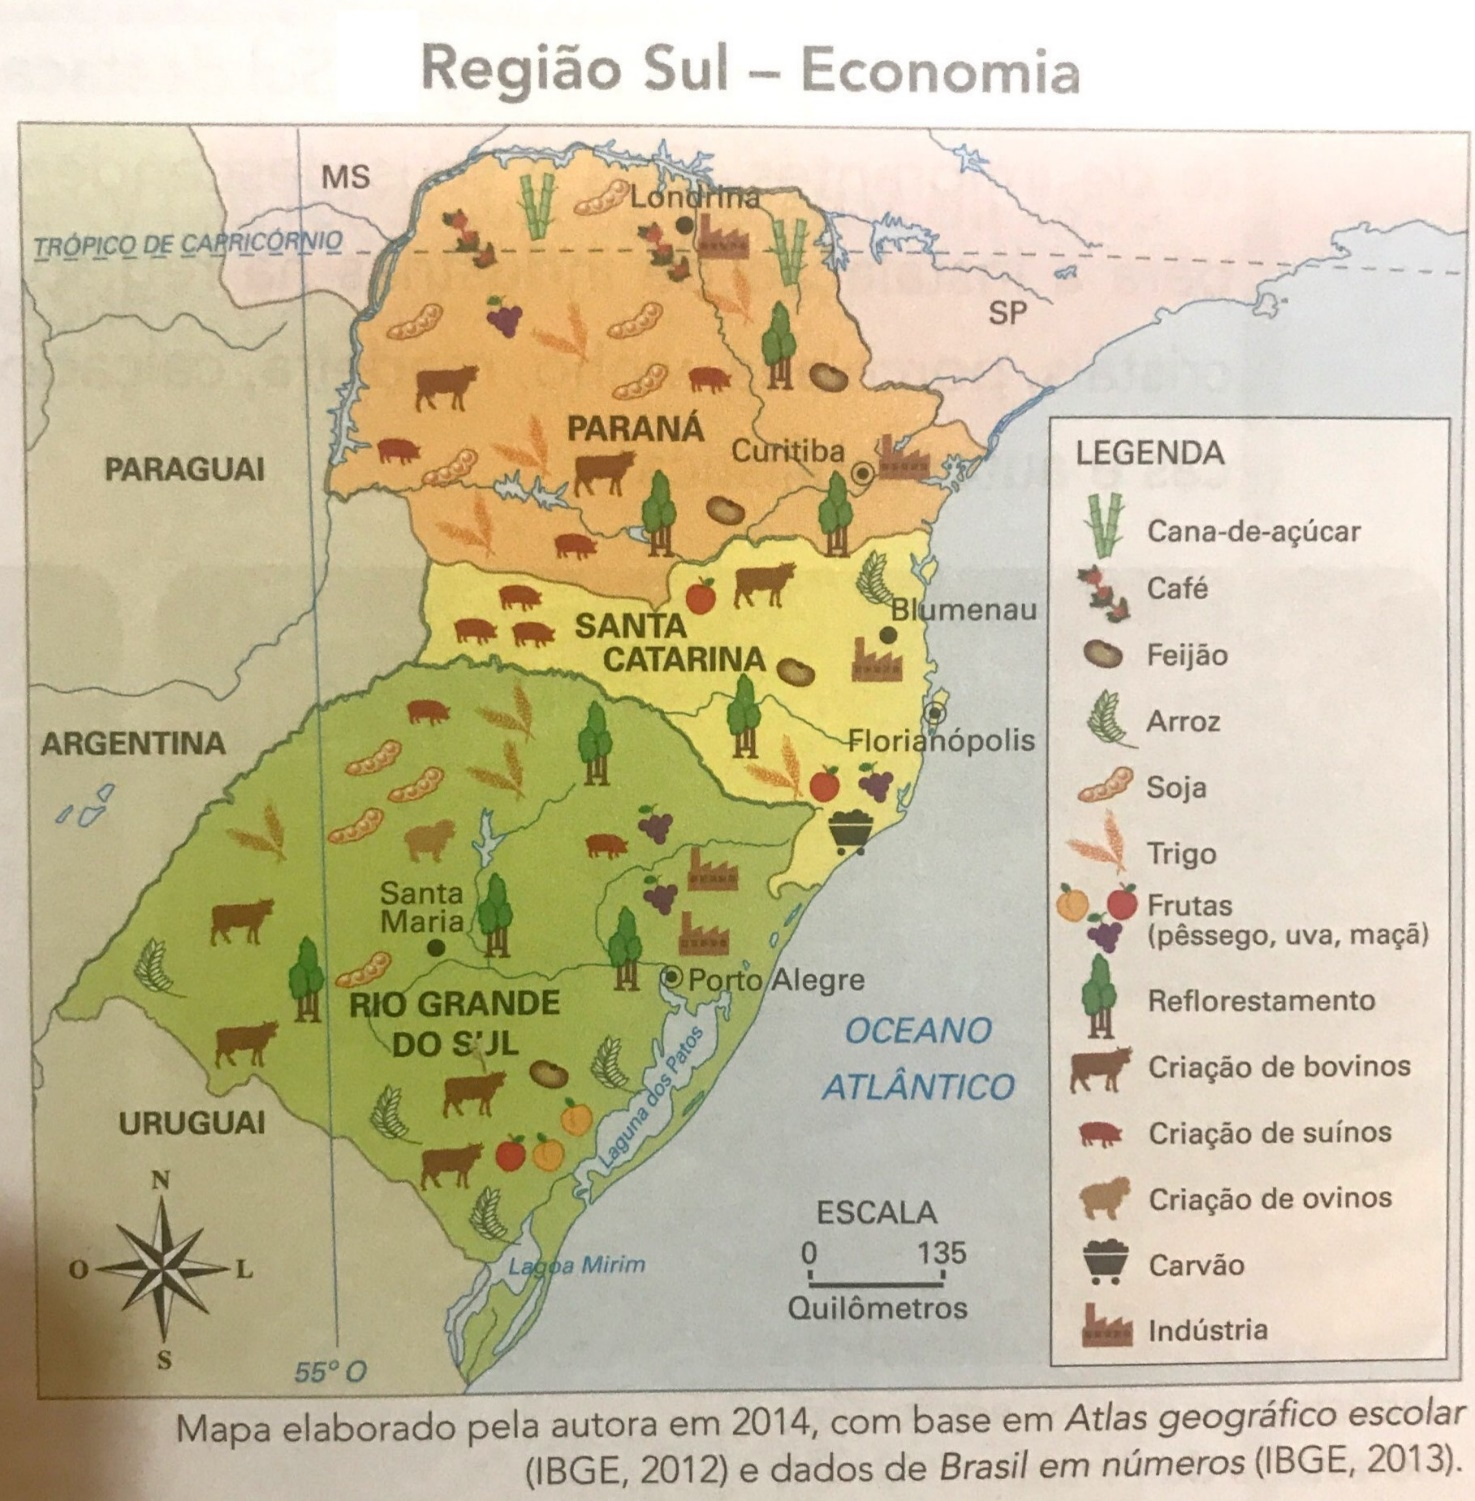 Região Sul – Economia
MS
TRÓPICO DE CAPRICÓRNIO
Londrina
SP
PARAGUAI
PARANÁ
Curitiba
SANTA
CATARINA
Blumenau
Florianópolis
ARGENTINA
Santa
Maria
RIO GRANDE
DO SUL
Porto Alegre
Laguna dos Patos
OCEANO
ATLÂNTICO
URUGUAI
Lagoa Mirim
N
O
L
S
55° O
ESCALA
0 135
Quilômetros
LEGENDA
Cana-de-açúcar
Café
Feijão
Arroz
Soja
Trigo
Frutas
(pêssego, uva, maçã)
Reflorestamento
Criação de bovinos
Criação de suínos
Criação de ovinos
Carvão
Indústria
Mapa elaborado pela autora em 2014, com base em Atlas geográfico escolar
(IBGE, 2012) e dados de Brasil em números (IBGE, 2013).